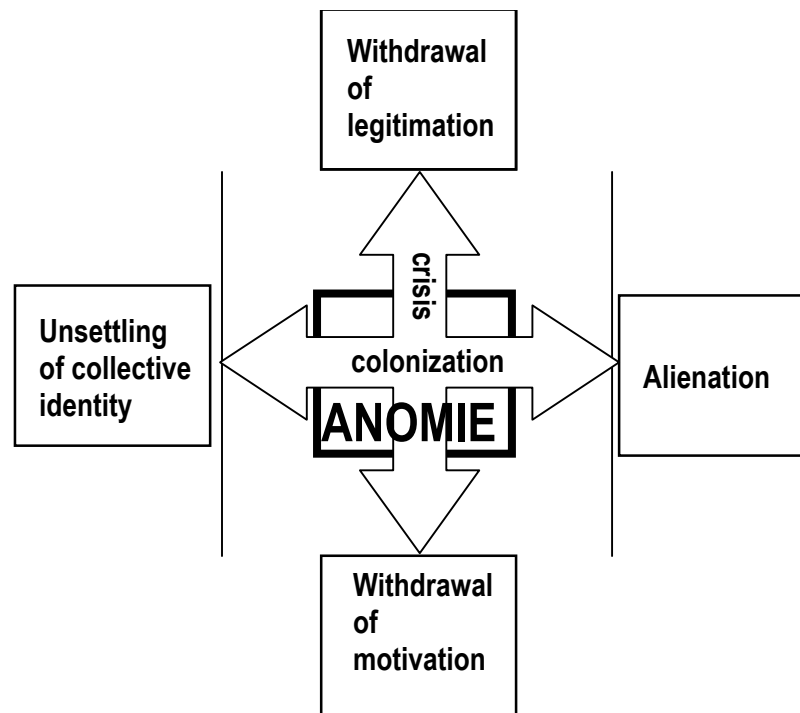 Withdrawal
of
legitimation
crisis
Unsettling
of collective
identity
colonization
Alienation
ANOMIE
Withdrawal
of
motivation